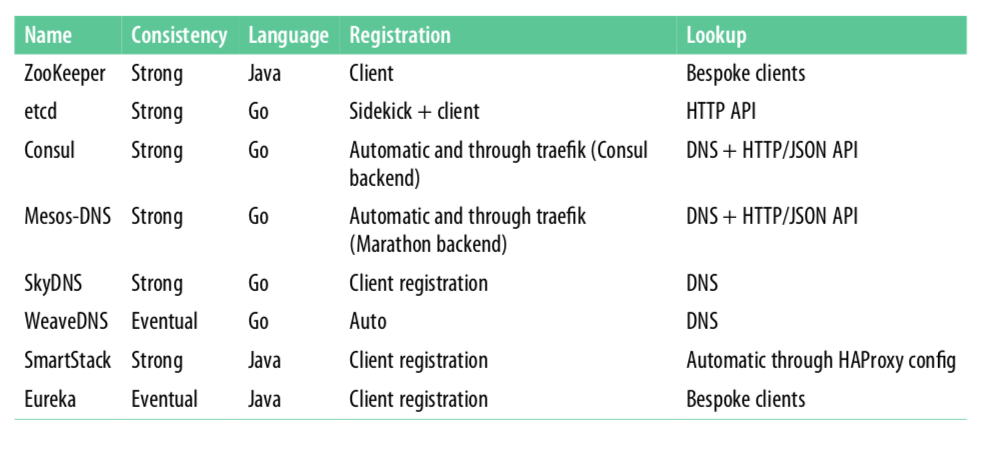 Name Consistency Language Registration Lookup
ZooKeeper Strong Java Client Bespoke clients
etcd Strong Go Sidekick + client HTTP API
Consul Strong Go Automatic and through traefik (Consul DNS + HTTP/JSON API
backend)
Mesos-DNS Strong Go Automatic and through traefik DNS + HTTP/JSON API
(Marathon backend)
SkyDNS Strong Go Client registration DNS
WeaveDNS Eventual Go Auto DNS
SmartStack Strong Java Client registration Automatic through HAProxy config
Eureka Eventual Java Client registration Bespoke clients